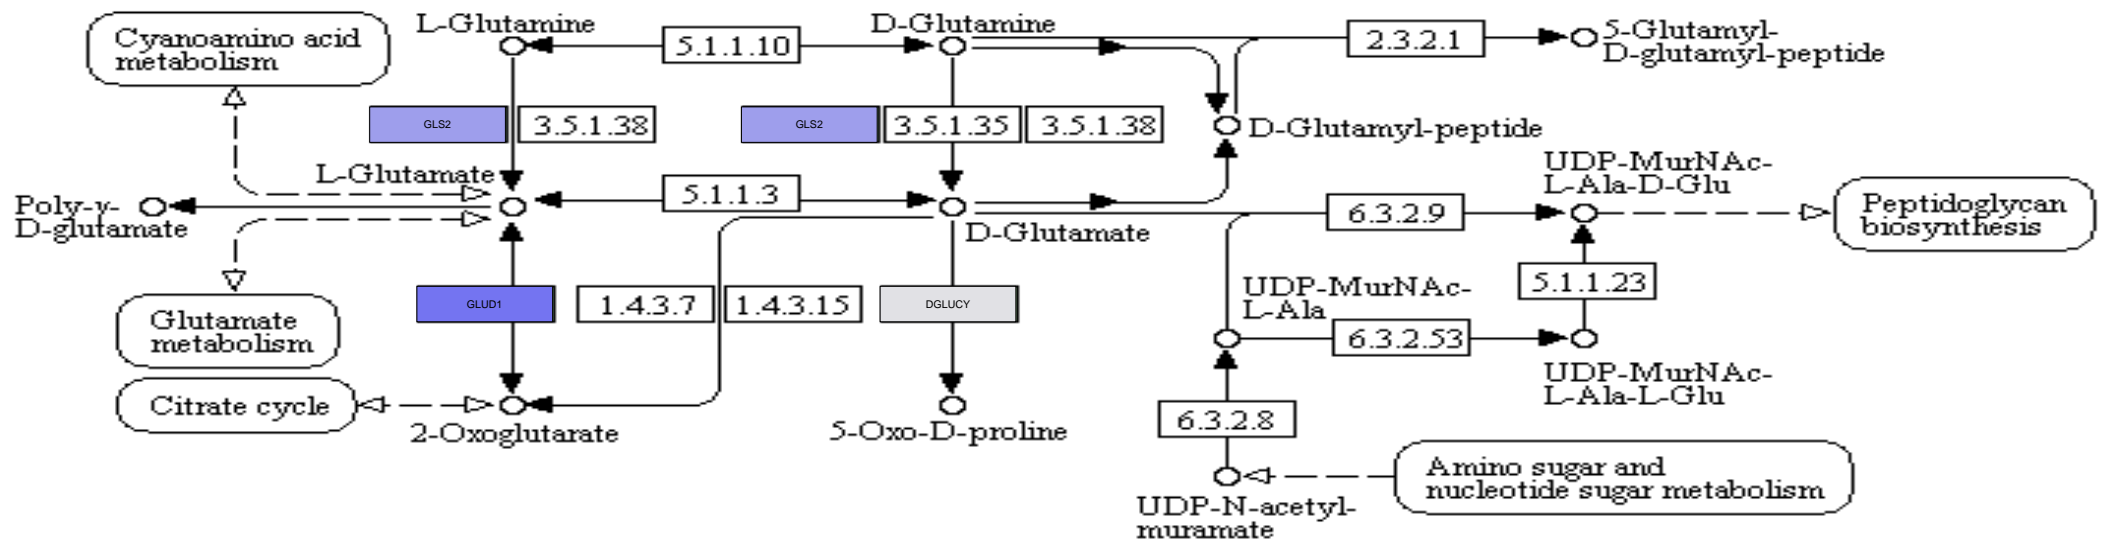 Cyanoamino acid
metabolism
L-Glutamine
5.1.1.10
D-Glutamine
2.3.2.1
5-Glutamyl-
D-glutamyl-peptide
GLS2
3.5.1.38
GLS2
3.5.1.35
3.5.1.38
D-Glutamyl-peptide
L-Glutamate
Poly-γ-
D-glutamate
5.1.1.3
D-Glutamate
6.3.2.9
UDP-MurNAc-
L-Ala-D-Glu
Peptidoglycan
biosynthesis
Glutamate
metabolism
GLUD1
1.4.3.7
1.4.3.15
DGLUCY
UDP-MurNAc-
L-Ala
5.1.1.23
6.3.2.53
UDP-MurNAc-
L-Ala-L-Glu
Citrate cycle
2-Oxoglutarate
5-Oxo-D-proline
6.3.2.8
UDP-N-acetyl-
muramate
Amino sugar and
nucleotide sugar metabolism